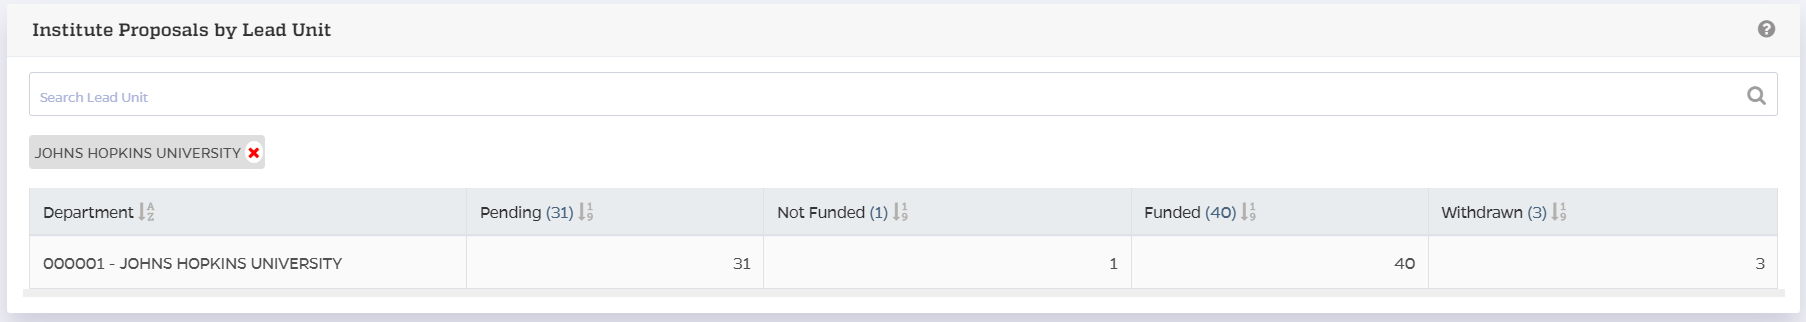 Institute Proposals by Lead Unit
Search Lead Unit
JOHNS HOPKINS UNIVERSITY
Department Pending (31) Not Funded (1) Funded (40) Withdrawn (3)
000001 - JOHNS HOPKINS UNIVERSITY 31 1 40 3